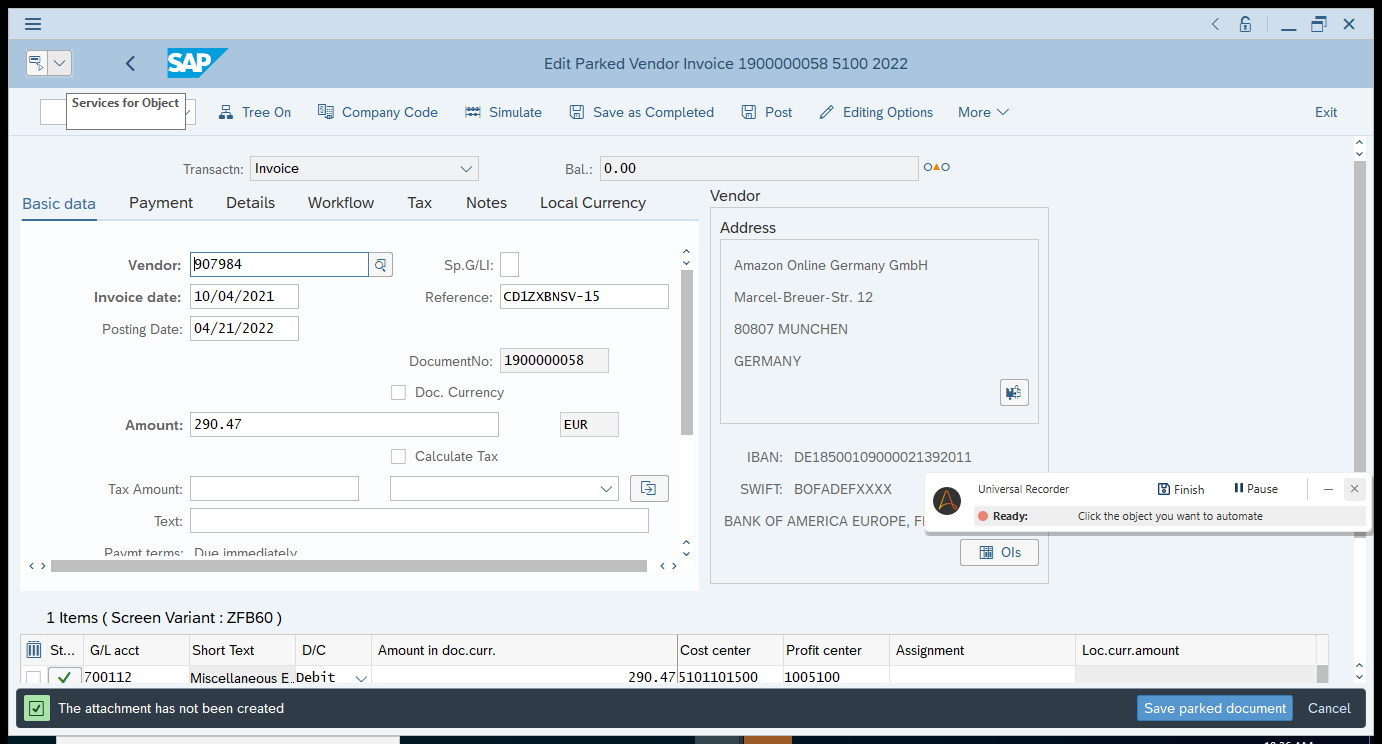 SAP
Edit Parked Vendor Invoice 1900000058 5100 2022
Services for Object
Tree On
Company Code
Simulate
Save as Completed
Post
Editing Options
More
Exit
Transactn: Invoice
Bal.: 0.00
Basic data
Payment
Details
Workflow
Tax
Notes
Local Currency
Vendor
Address
Vendor: 907984
Sp.G/LI:
Amazon Online Germany GmbH
Invoice date: 10/04/2021
Reference: CD1ZXBNSV-15
Marcel-Breuer-Str. 12
Posting Date: 04/21/2022
80807 MUNCHEN
DocumentNo: 1900000058
GERMANY
Doc. Currency
Amount: 290.47
EUR
Calculate Tax
IBAN: DE18500109000021392011
Tax Amount:
SWIFT: BOFADEFXXXX
Text:
BANK OF AMERICA EUROPE,
Paymt terms: Due immediately
OIs
Universal Recorder
Finish
Pause
Ready:
Click the object you want to automate
1 Items ( Screen Variant : ZFB60 )
St... G/L acct Short Text D/C Amount in doc.curr. Cost center Profit center Assignment Loc.curr.amount
700112 Miscellaneous E.. Debit 290.47 5101101500 1005100
The attachment has not been created
Save parked document
Cancel